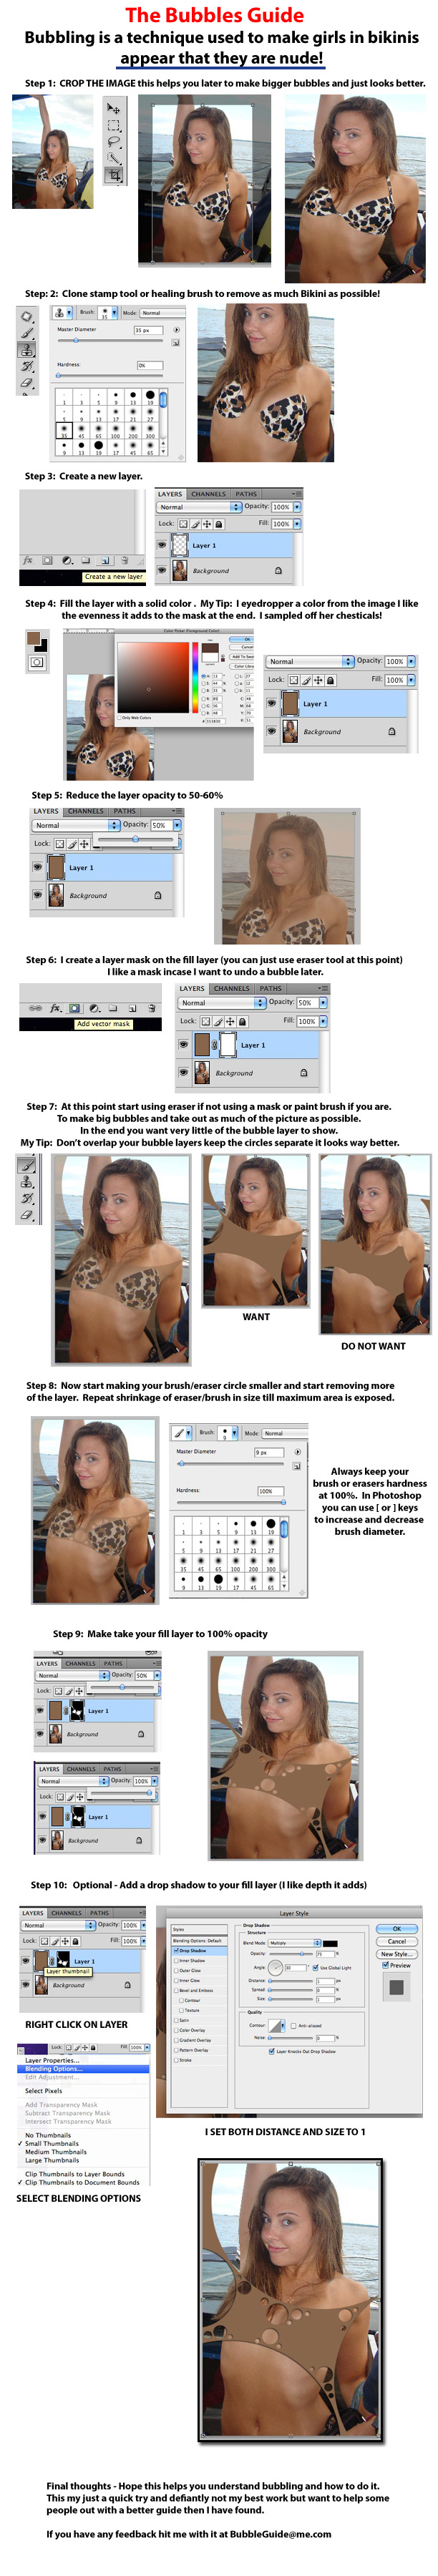 The Bubbles Guide
Bubbling is a technique used to make girls in bikinis
appear that they are nude!
Step 1: CROP THE IMAGE this helps you later to make bigger bubbles and just looks better.
Step: 2: Clone stamp tool or healing brush to remove as much Bikini as possible!
Brush: 35 Mode: Normal
Master Diameter 35 px
Hardness: 0%
Step 3: Create a new layer.
Create a new layer
LAYERS CHANNELS PATHS
Normal Opacity: 100%
Lock: Fill: 100%
Layer 1
Background
Step 4: Fill the layer with a solid color . My Tip: I eyedropper a color from the image I like
the evenness it adds to the mask at the end. I sampled off her chesticals!
Only Web Colors
Normal Opacity: 100%
Lock: Fill: 100%
Layer 1
Background
Step 5: Reduce the layer opacity to 50-60%
LAYERS CHANNELS PATHS
Normal Opacity: 50%
Lock:
Layer 1
Background
Step 6: I create a layer mask on the fill layer (you can just use eraser tool at this point)
I like a mask incase I want to undo a bubble later.
Add vector mask
LAYERS CHANNELS PATHS
Normal Opacity: 50%
Lock: Fill: 100%
Layer 1
Background
Step 7: At this point start using eraser if not using a mask or paint brush if you are.
To make big bubbles and take out as much of the picture as possible.
In the end you want very little of the bubble layer to show.
My Tip: Don't overlap your bubble layers keep the circles separate it looks way better.
WANT
DO NOT WANT
Step 8: Now start making your brush/eraser circle smaller and start removing more
of the layer. Repeat shrinkage of eraser/brush in size till maximum area is exposed.
Brush: 9 Mode: Normal
Master Diameter 9 px
Hardness: 100%
Always keep your
brush or erasers hardness
at 100%. In Photoshop
you can use [ or ] keys
to increase and decrease
brush diameter.
Step 9: Make take your fill layer to 100% opacity
LAYERS CHANNELS PATHS
Normal Opacity: 50%
Lock:
Layer 1
Background
LAYERS CHANNELS PATHS
Normal Opacity: 100%
Lock:
Layer 1
Background
Step 10: Optional - Add a drop shadow to your fill layer (I like depth it adds)
LAYERS CHANNELS PATHS
Normal Opacity: 100%
Lock: Fill: 100%
Layer 1
Layer thumbnail
Background
RIGHT CLICK ON LAYER
Layer Style
Styles
Blending Options: Default
Drop Shadow
Inner Shadow
Outer Glow
Inner Glow
Bevel and Emboss
Contour
Texture
Satin
Color Overlay
Gradient Overlay
Pattern Overlay
Stroke
Drop Shadow
Structure
Blend Mode: Multiply
Opacity: 75 %
Angle: 30 Use Global Light
Distance: 1 px
Spread: 0 %
Size: 1 px
Quality
Contour: Anti-aliased
Noise: 0 %
Layer Knocks Out Drop Shadow
OK
Cancel
New Style...
Preview
Lock: Fill: 100%
Layer Properties...
Blending Options...
Edit Adjustment...
Select Pixels
Add Transparency Mask
Subtract Transparency Mask
Intersect Transparency Mask
No Thumbnails
✓ Small Thumbnails
Medium Thumbnails
Large Thumbnails
Clip Thumbnails to Layer Bounds
✓ Clip Thumbnails to Document Bounds
SELECT BLENDING OPTIONS
I SET BOTH DISTANCE AND SIZE TO 1
Final thoughts - Hope this helps you understand bubbling and how to do it.
This my just a quick try and defiantly not my best work but want to help some
people out with a better guide then I have found.
If you have any feedback hit me with it at BubbleGuide@me.com